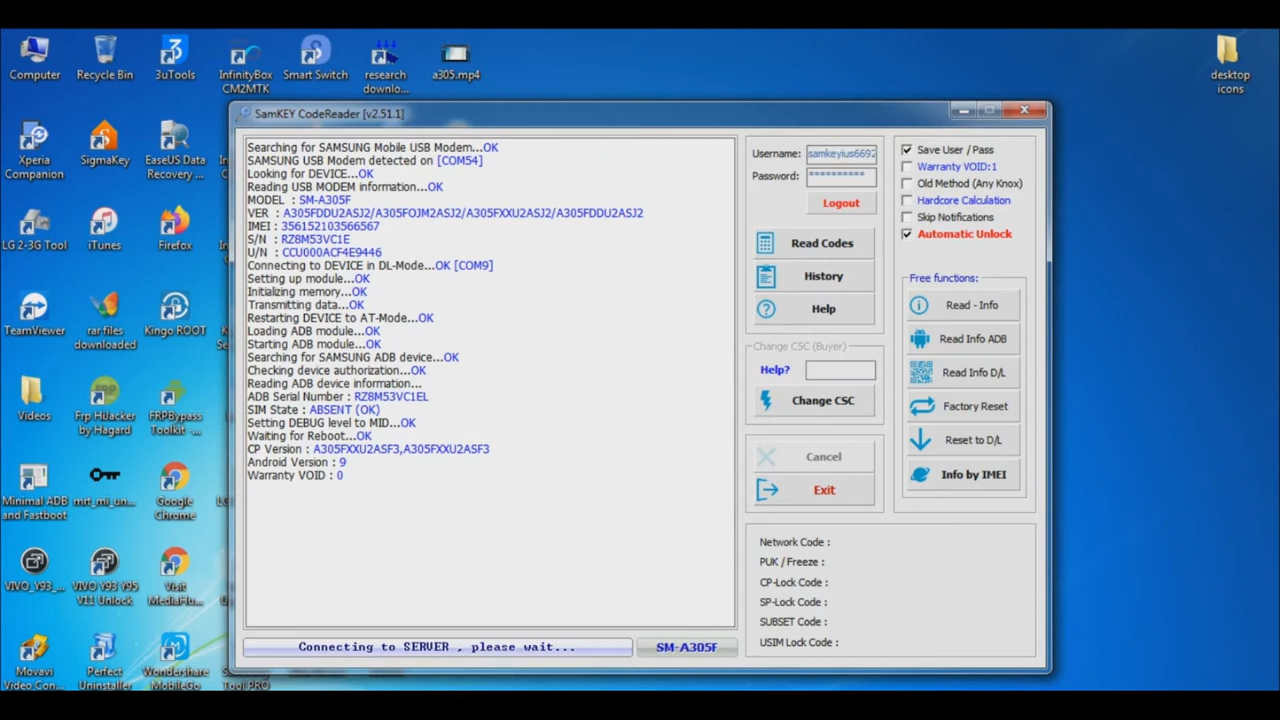 Computer
Recycle Bin
3uTools
InfinityBox
CM2MTK
Smart Switch
research
downlo...
a305.mp4
desktop
icons
Xperia
Companion
SigmaKey
EaseUS Data
Recovery ...
LG 2-3G Tool
iTunes
Firefox
TeamViewer
rar files
downloaded
Kingo ROOT
Videos
Frp HiJacker
by Hagard
FRPBypass
Toolkit -...
Minimal ADB
and Fastboot
mrt_mi_un...
Google
Chrome
VIVO_Y93_...
VIVO Y93 Y95
V11 Unlock
Visit
MediaHu...
Movavi
Video Con...
Perfect
Uninstaller
Wondershare
MobileGo
Tool PRO
SamKEY CodeReader [v2.51.1]
Searching for SAMSUNG Mobile USB Modem...OK
SAMSUNG USB Modem detected on [COM54]
Looking for DEVICE...OK
Reading USB MODEM information...OK
MODEL : SM-A305F
VER : A305FDDU2ASJ2/A305FOJM2ASJ2/A305FXXU2ASJ2/A305FDDU2ASJ2
IMEI : 356152103566567
S/N : RZ8M53VC1E
U/N : CCU000ACF4E9446
Connecting to DEVICE in DL-Mode...OK [COM9]
Setting up module...OK
Initializing memory...OK
Transmitting data...OK
Restarting DEVICE to AT-Mode...OK
Loading ADB module...OK
Starting ADB module...OK
Searching for SAMSUNG ADB device...OK
Checking device authorization...OK
Reading ADB device information...
ADB Serial Number : RZ8M53VC1EL
SIM State : ABSENT (OK)
Setting DEBUG level to MID...OK
Waiting for Reboot...OK
CP Version : A305FXXU2ASF3,A305FXXU2ASF3
Android Version : 9
Warranty VOID : 0
Connecting to SERVER , please wait...
SM-A305F
Username: samkeyius6692
Password: **********
Logout
Read Codes
History
Help
Change CSC (Buyer)
Help?
Change CSC
Cancel
Exit
Save User / Pass
Warranty VOID:1
Old Method (Any Knox)
Hardcore Calculation
Skip Notifications
Automatic Unlock
Free functions:
Read - Info
Read Info ADB
Read Info D/L
Factory Reset
Reset to D/L
Info by IMEI
Network Code :
PUK / Freeze :
CP-Lock Code :
SP-Lock Code :
SUBSET Code :
USIM Lock Code :